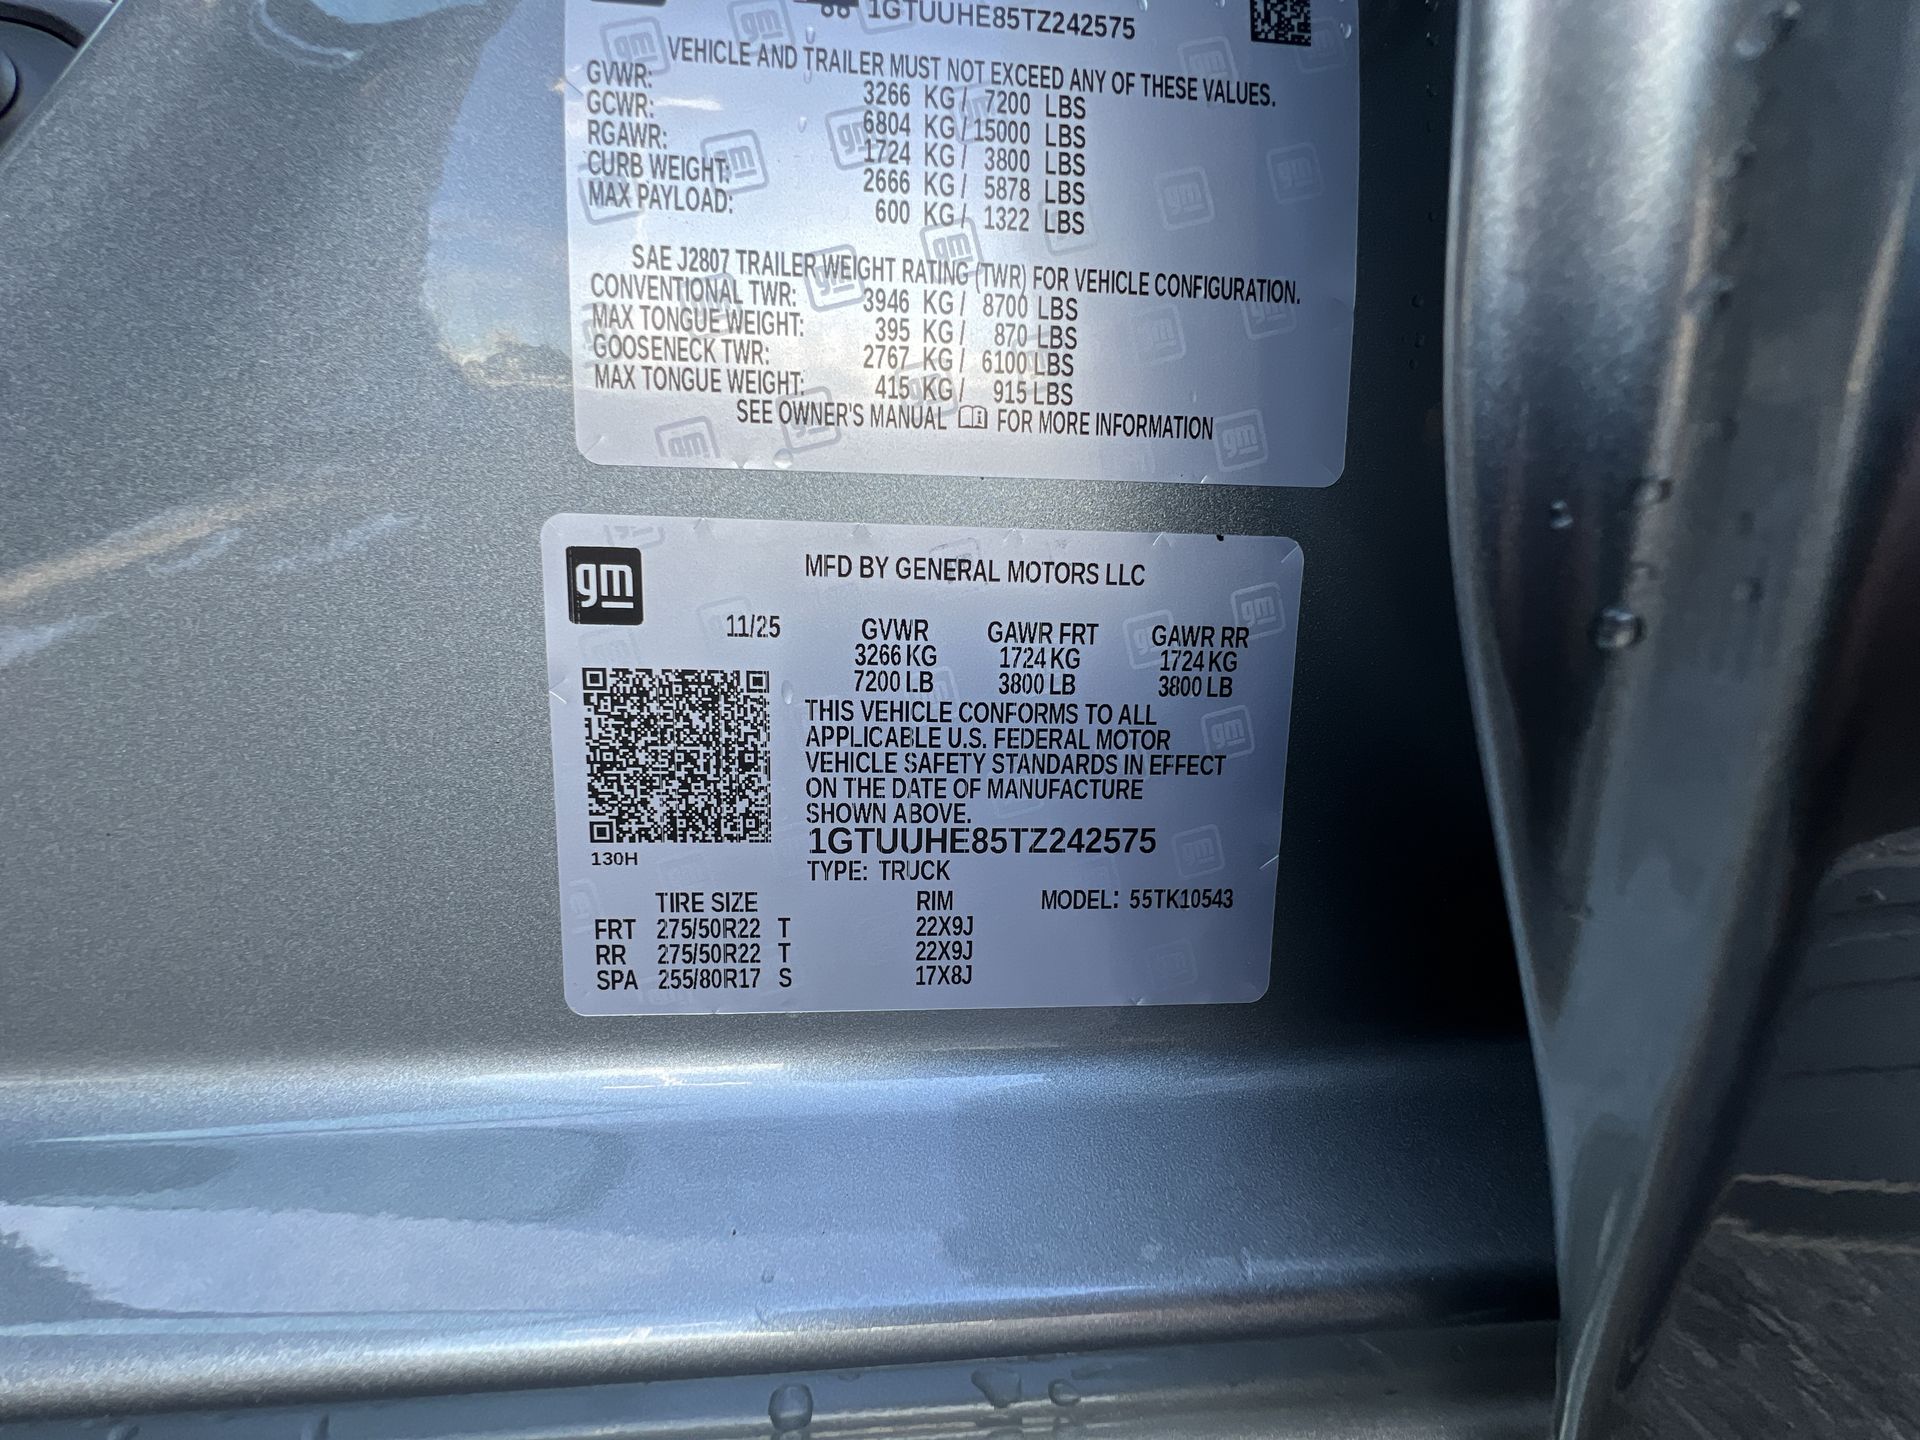 1GTUUHE85TZ242575
VEHICLE AND TRAILER MUST NOT EXCEED ANY OF THESE VALUES.
GVWR: 3266 KG / 7200 LBS
GCWR: 6804 KG / 15000 LBS
RGAWR: 1724 KG / 3800 LBS
CURB WEIGHT: 2666 KG / 5878 LBS
MAX PAYLOAD: 600 KG / 1322 LBS
SAE J2807 TRAILER WEIGHT RATING (TWR) FOR VEHICLE CONFIGURATION.
CONVENTIONAL TWR: 3946 KG / 8700 LBS
MAX TONGUE WEIGHT: 395 KG / 870 LBS
GOOSENECK TWR: 2767 KG / 6100 LBS
MAX TONGUE WEIGHT: 415 KG / 915 LBS
SEE OWNER'S MANUAL FOR MORE INFORMATION
gm
MFD BY GENERAL MOTORS LLC
11/25 GVWR GAWR FRT GAWR RR
3266 KG 1724 KG 1724 KG
7200 LB 3800 LB 3800 LB
THIS VEHICLE CONFORMS TO ALL
APPLICABLE U.S. FEDERAL MOTOR
VEHICLE SAFETY STANDARDS IN EFFECT
ON THE DATE OF MANUFACTURE
SHOWN ABOVE.
1GTUUHE85TZ242575
130H
TYPE: TRUCK
TIRE SIZE RIM MODEL: 55TK10543
FRT 275/50R22 T 22X9J
RR 275/50R22 T 22X9J
SPA 255/80R17 S 17X8J